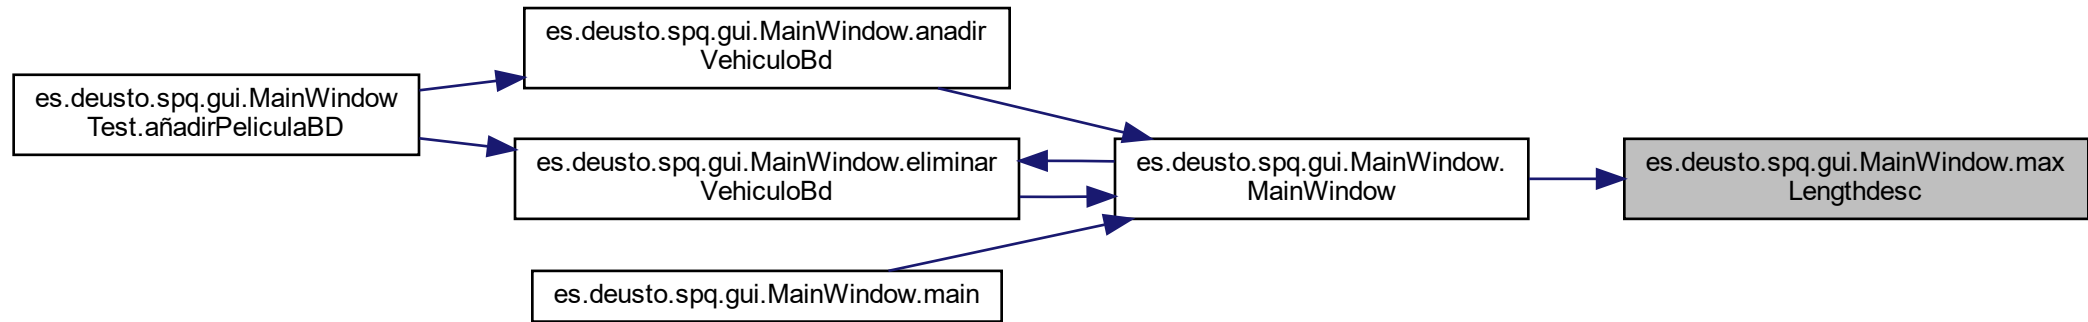 es.deusto.spq.gui.MainWindow
Test.añadirPeliculaBD
es.deusto.spq.gui.MainWindow.anadir
VehiculoBd
es.deusto.spq.gui.MainWindow.eliminar
VehiculoBd
es.deusto.spq.gui.MainWindow.main
es.deusto.spq.gui.MainWindow.
MainWindow
es.deusto.spq.gui.MainWindow.max
Lengthdesc